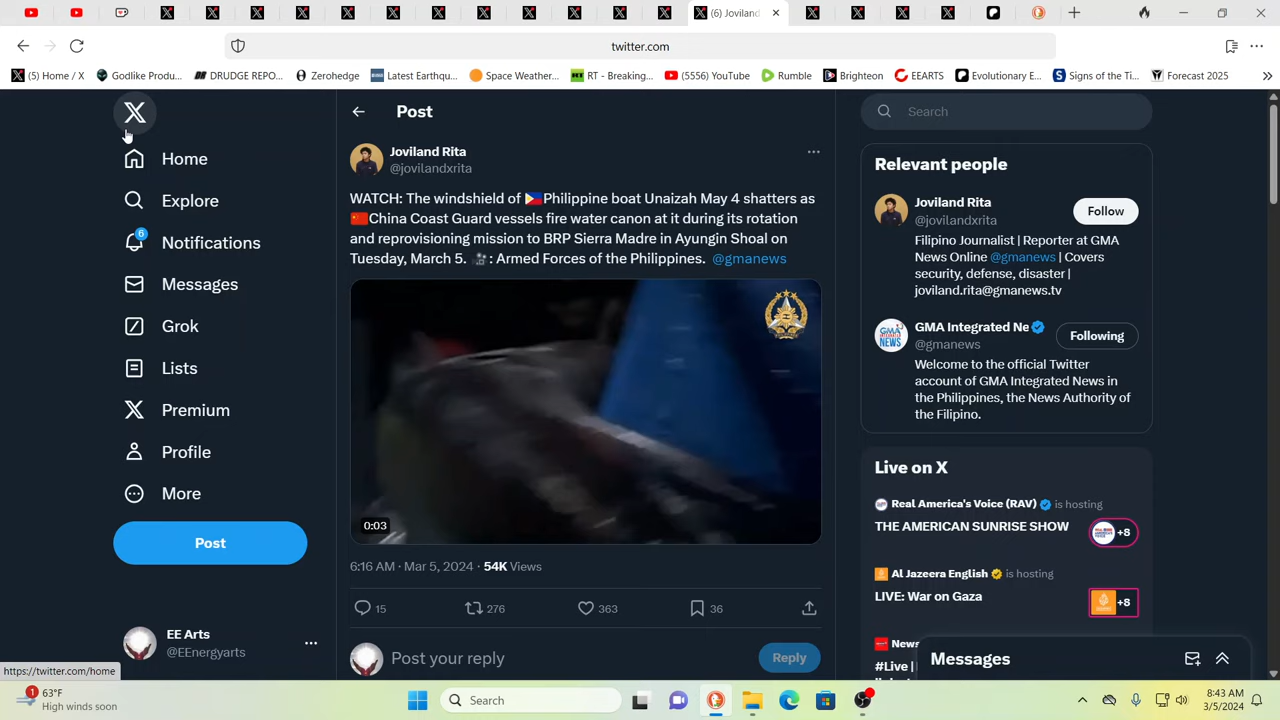 (6) Joviland
twitter.com
(5) Home / X
Godlike Produ...
DRUDGE REPO...
Zerohedge
Latest Earthqu...
Space Weather...
RT - Breaking...
(5556) YouTube
Rumble
Brighteon
EEARTS
Evolutionary E...
Signs of the Ti...
Forecast 2025
Home
Explore
6
Notifications
Messages
Grok
Lists
Premium
Profile
More
Post
EE Arts
@EEnergyarts
https://twitter.com/home
Post
Joviland Rita
@jovilandxrita
WATCH: The windshield of 🇵🇭Philippine boat Unaizah May 4 shatters as
🇨🇳China Coast Guard vessels fire water canon at it during its rotation
and reprovisioning mission to BRP Sierra Madre in Ayungin Shoal on
Tuesday, March 5. 🎥: Armed Forces of the Philippines. @gmanews
0:03
6:16 AM · Mar 5, 2024 · 54K Views
15
276
363
36
Post your reply
Reply
Search
Relevant people
Joviland Rita
@jovilandxrita
Follow
Filipino Journalist | Reporter at GMA
News Online @gmanews | Covers
security, defense, disaster |
joviland.rita@gmanews.tv
GMA Integrated Ne
@gmanews
Following
Welcome to the official Twitter
account of GMA Integrated News in
the Philippines, the News Authority of
the Filipino.
Live on X
Real America's Voice (RAV) is hosting
THE AMERICAN SUNRISE SHOW
+8
Al Jazeera English is hosting
LIVE: War on Gaza
+8
News
#Live |
Messages
1
63°F
High winds soon
Search
8:43 AM
3/5/2024